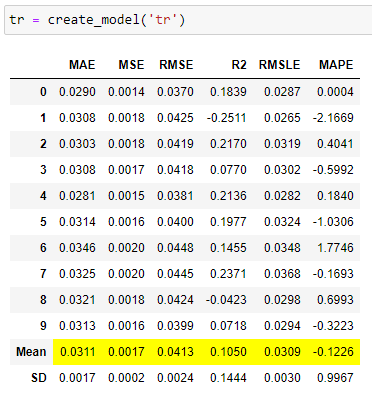 tr = create_model('tr')
MAE MSE RMSE R2 RMSLE MAPE
0 0.0290 0.0014 0.0370 0.1839 0.0287 0.0004
1 0.0308 0.0018 0.0425 -0.2511 0.0265 -2.1669
2 0.0303 0.0018 0.0419 0.2170 0.0319 0.4041
3 0.0308 0.0017 0.0418 0.0770 0.0302 -0.5992
4 0.0281 0.0015 0.0381 0.2136 0.0282 0.1840
5 0.0314 0.0016 0.0400 0.1977 0.0324 -1.0306
6 0.0346 0.0020 0.0448 0.1455 0.0348 1.7746
7 0.0325 0.0020 0.0445 0.2371 0.0368 -0.1693
8 0.0321 0.0018 0.0424 -0.0423 0.0298 0.6993
9 0.0313 0.0016 0.0399 0.0718 0.0294 -0.3223
Mean 0.0311 0.0017 0.0413 0.1050 0.0309 -0.1226
SD 0.0017 0.0002 0.0024 0.1444 0.0030 0.9967